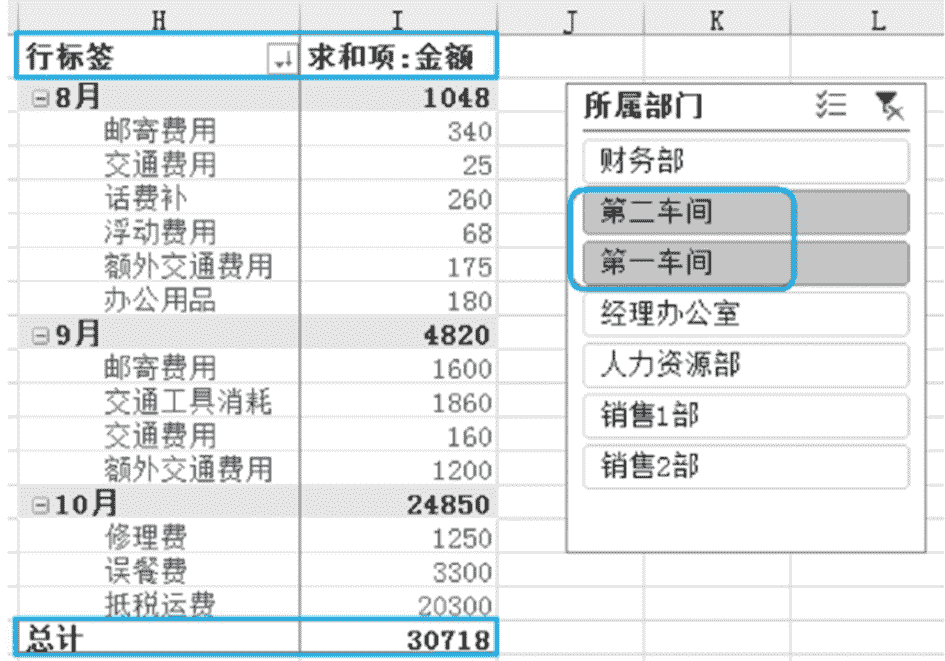 H I J K L
行标签 求和项:金额
8月 1048
邮寄费用 340
交通费用 25
话费补 260
浮动费用 68
额外交通费用 175
办公用品 180
9月 4820
邮寄费用 1600
交通工具消耗 1860
交通费用 160
额外交通费用 1200
10月 24850
修理费 1250
误餐费 3300
抵税运费 20300
总计 30718
所属部门
财务部
第二车间
第一车间
经理办公室
人力资源部
销售1部
销售2部